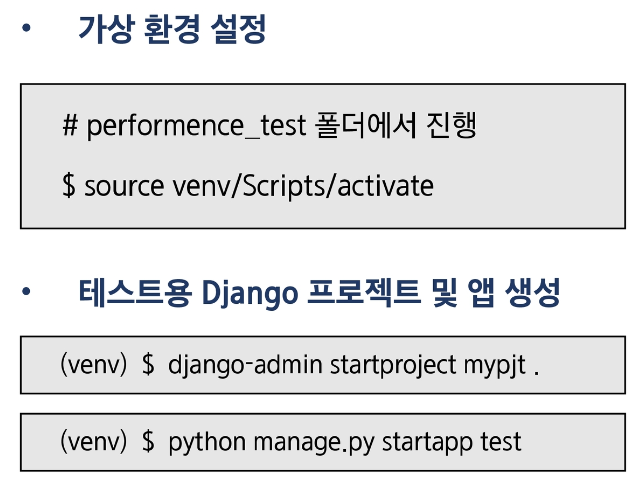 • 가상 환경 설정
# performence_test 폴더에서 진행
$ source venv/Scripts/activate
• 테스트용 Django 프로젝트 및 앱 생성
(venv) $ django-admin startproject mypjt .
(venv) $ python manage.py startapp test